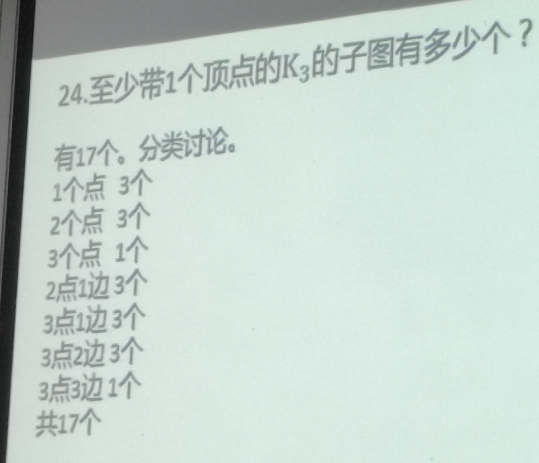 24.至少带1个顶点的K₃的子图有多少个？
有17个。分类讨论。
1个点 3个
2个点 3个
3个点 1个
2点1边 3个
3点1边 3个
3点2边 3个
3点3边 1个
共17个